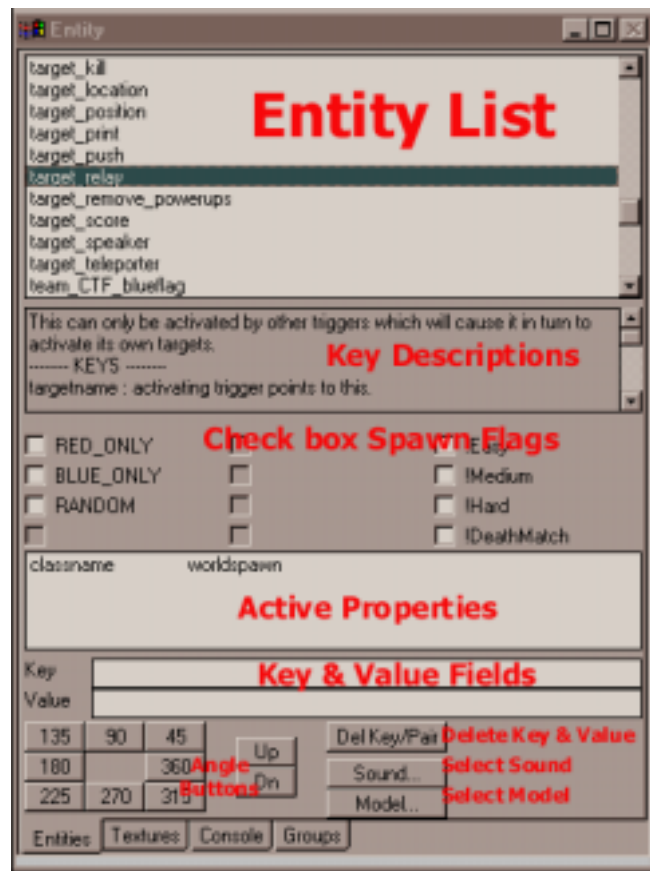 Entity
target_kill
target_location
target_position
target_print
target_push
target_relay
target_remove_powerups
target_score
target_speaker
target_teleporter
team_CTF_blueflag
Entity List
This can only be activated by other triggers which will cause it in turn to
activate its own targets.
-------- KEYS --------
targetname : activating trigger points to this.
Key Descriptions
Check box Spawn Flags
RED_ONLY !Easy
BLUE_ONLY !Medium
RANDOM !Hard
!DeathMatch
classname worldspawn
Active Properties
Key
Value
Key & Value Fields
135 90 45
180 360
225 270 315
Up
Dn
Angle
Buttons
Del Key/Pair Delete Key & Value
Sound... Select Sound
Model... Select Model
Entities Textures Console Groups